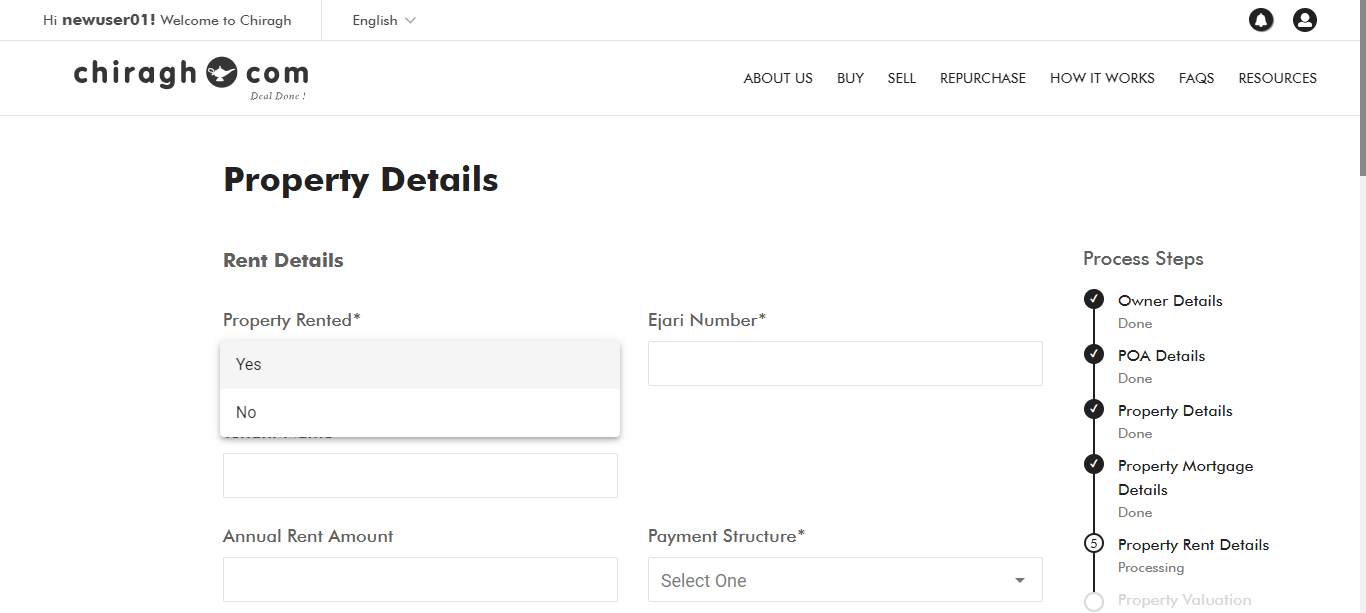 Hi newuser01! Welcome to Chiragh
English
chiragh com
Deal Done !
ABOUT US BUY SELL REPURCHASE HOW IT WORKS FAQS RESOURCES
Property Details
Rent Details
Property Rented*
Yes
No
Ejari Number*
Annual Rent Amount
Payment Structure*
Select One
Process Steps
Owner Details
Done
POA Details
Done
Property Details
Done
Property Mortgage
Details
Done
5
Property Rent Details
Processing
Property Valuation